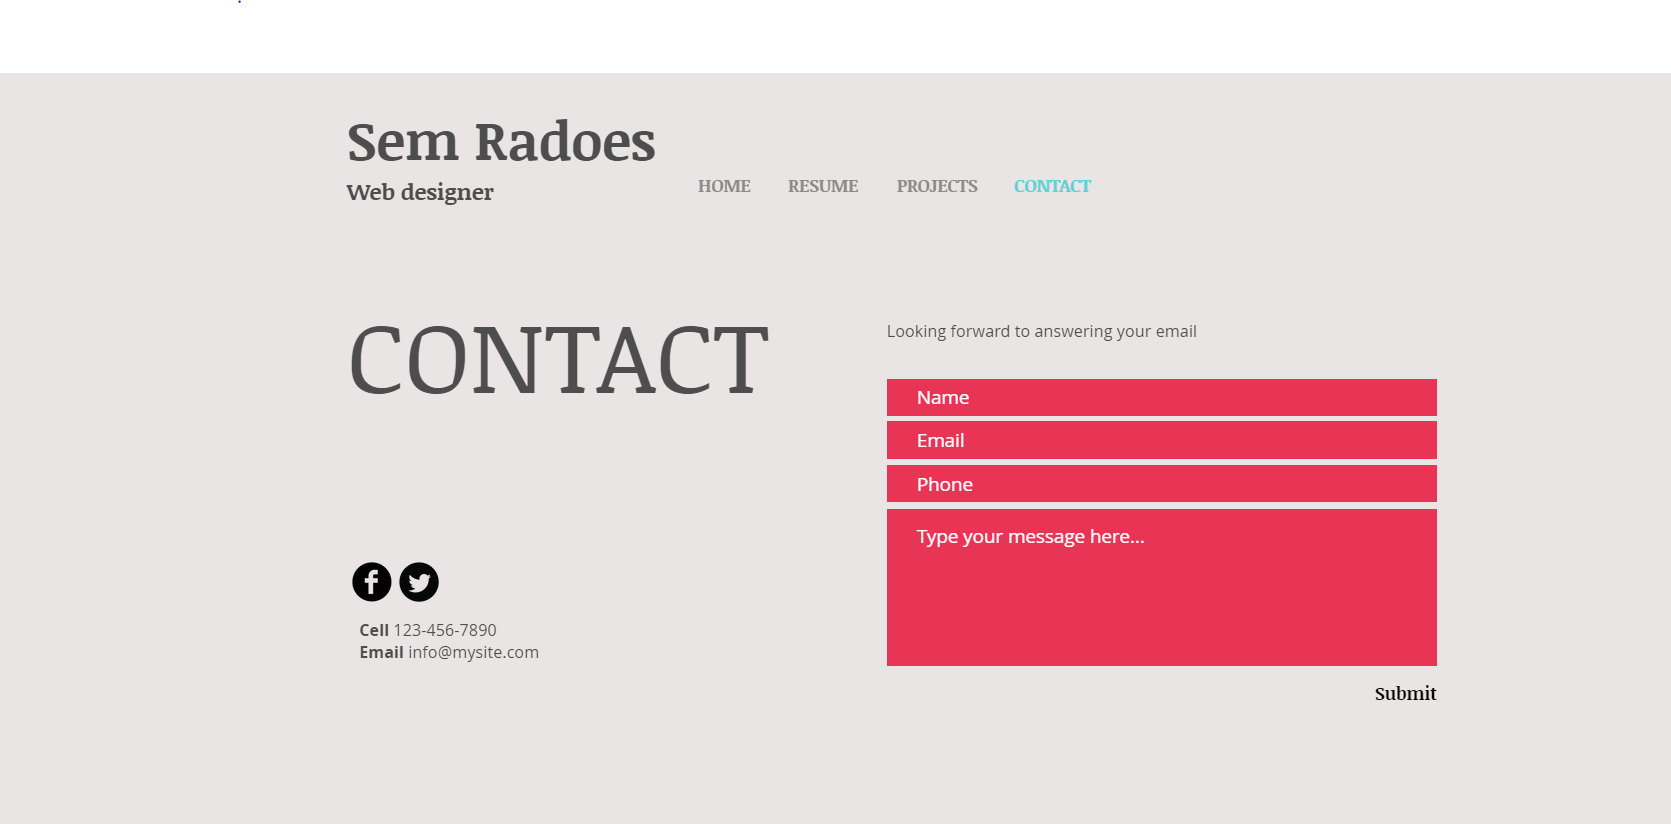 Sem Radoes
Web designer
HOME RESUME PROJECTS CONTACT
CONTACT
Looking forward to answering your email
Name
Email
Phone
Type your message here...
Cell 123-456-7890
Email info@mysite.com
Submit